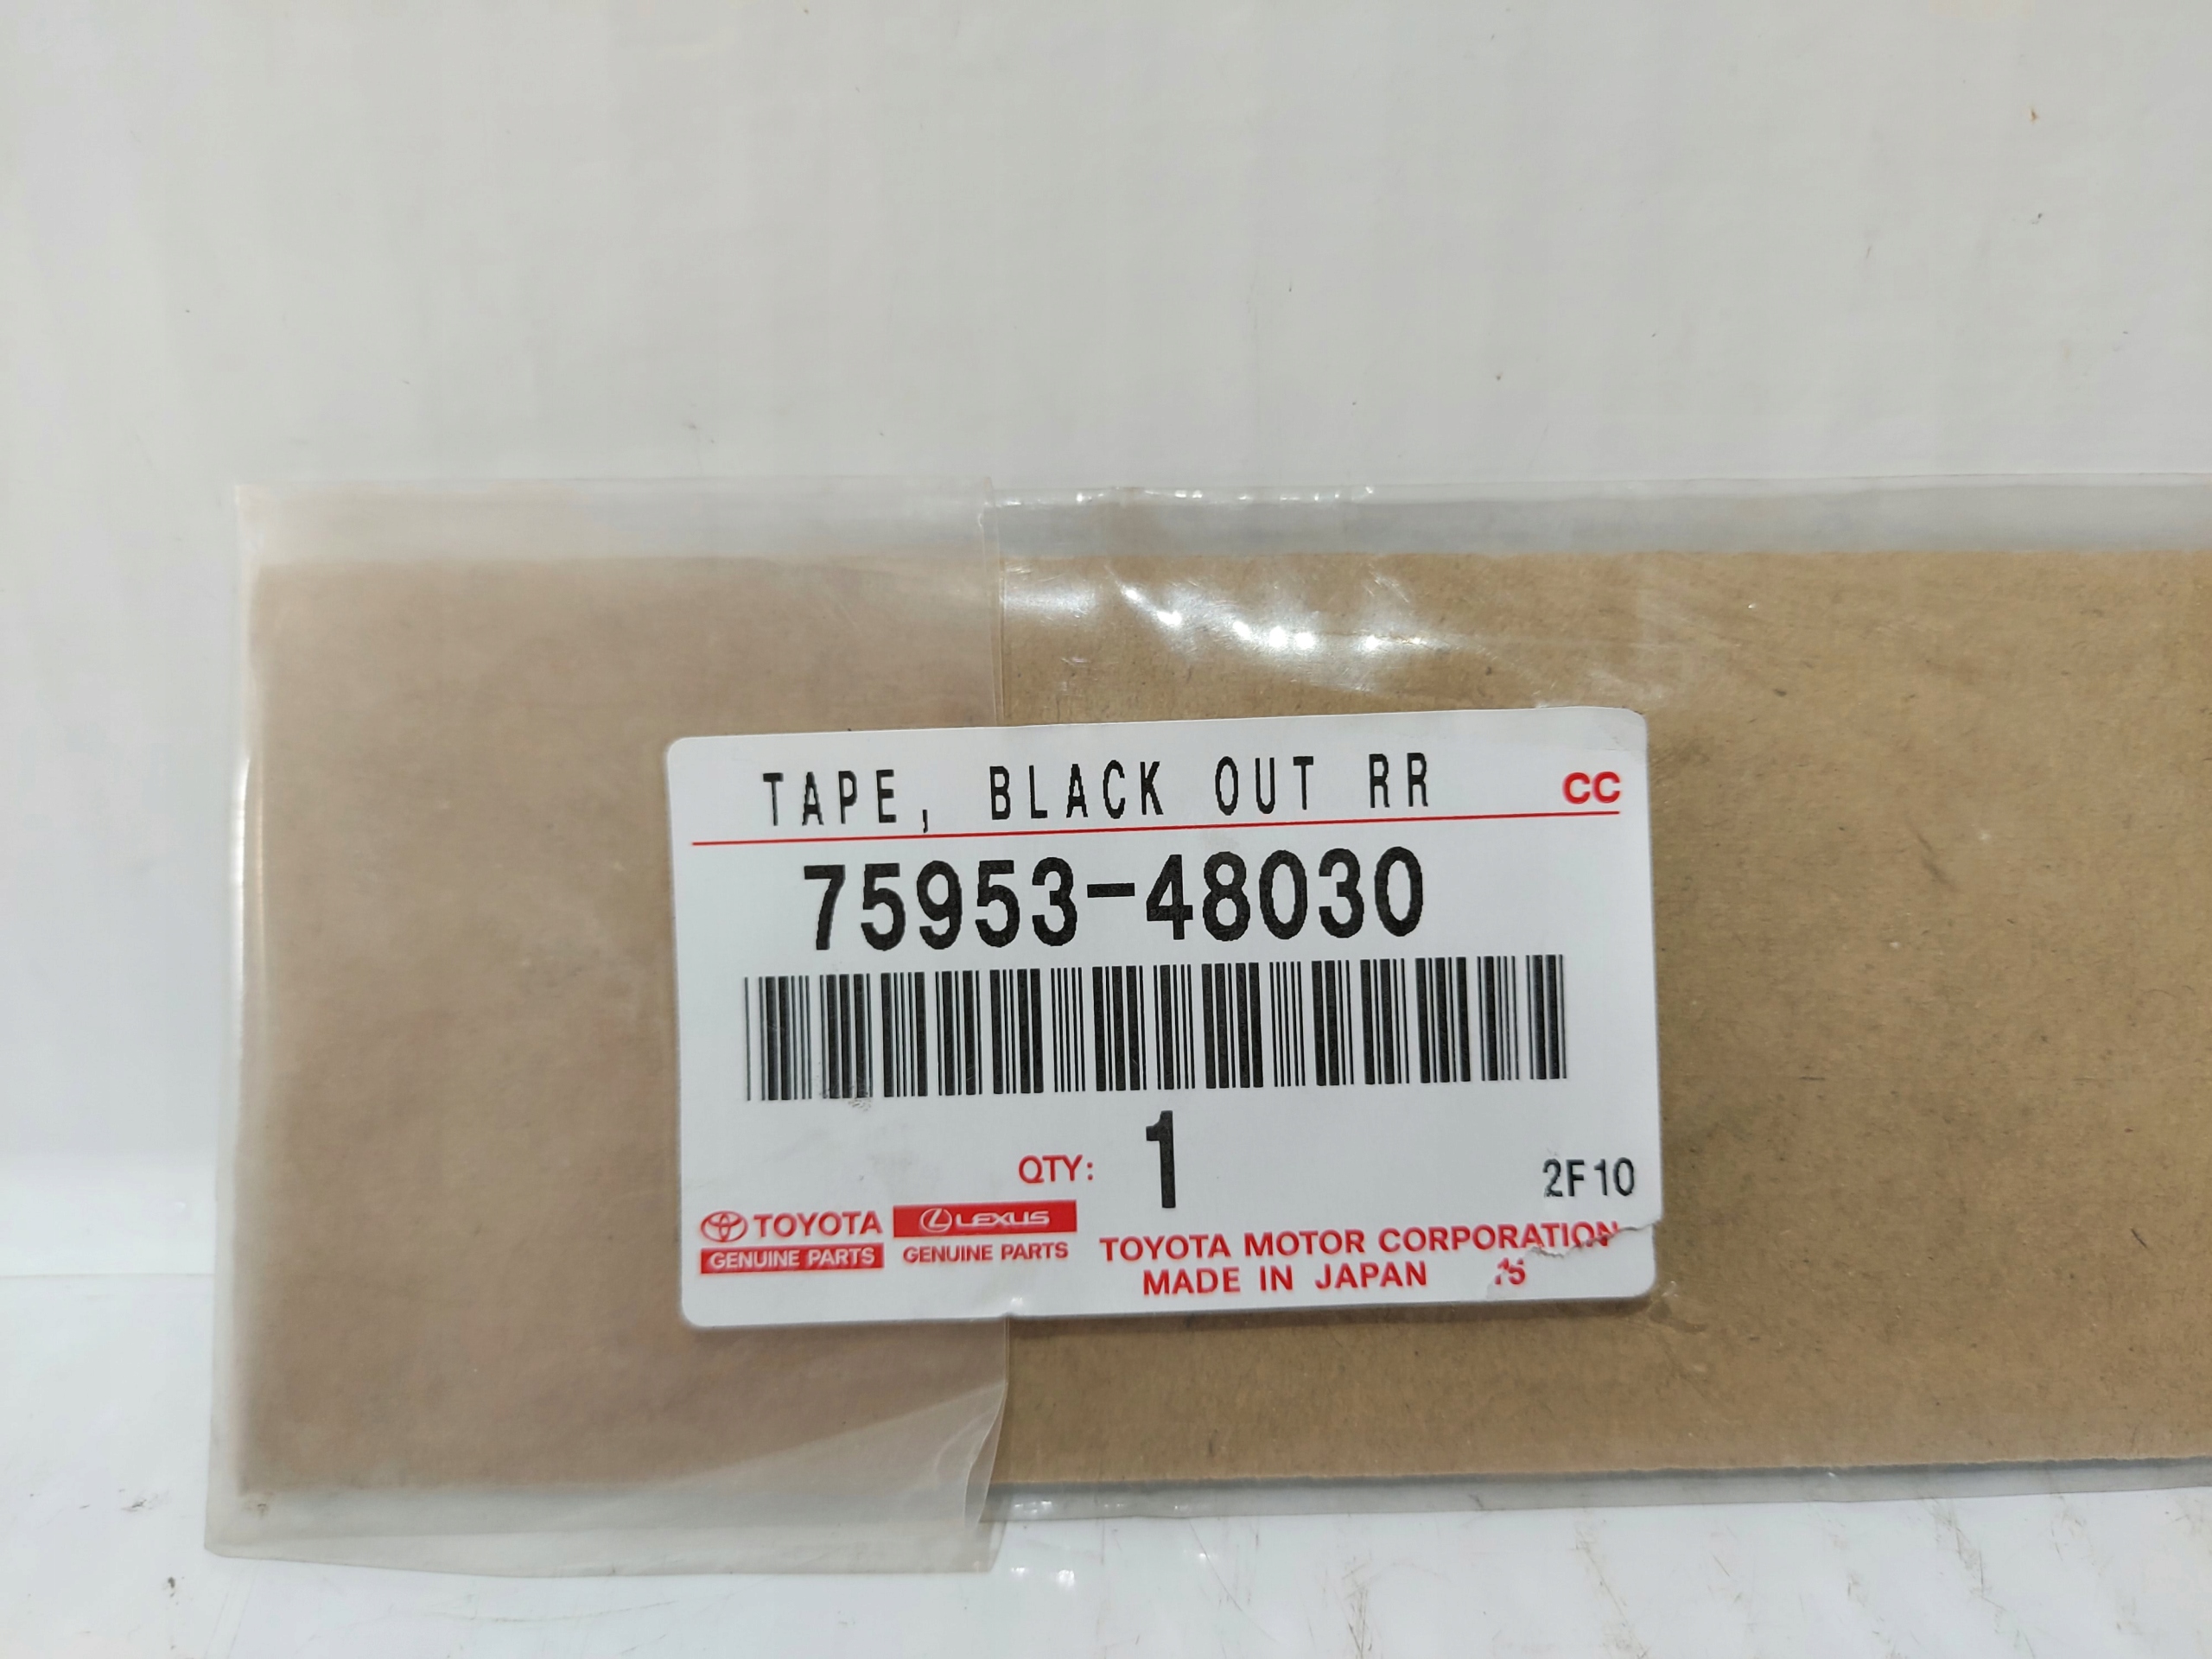 TAPE, BLACK OUT RR CC
75953-48030
QTY: 1
2F10
TOYOTA
GENUINE PARTS
LEXUS
GENUINE PARTS
TOYOTA MOTOR CORPORATION
MADE IN JAPAN